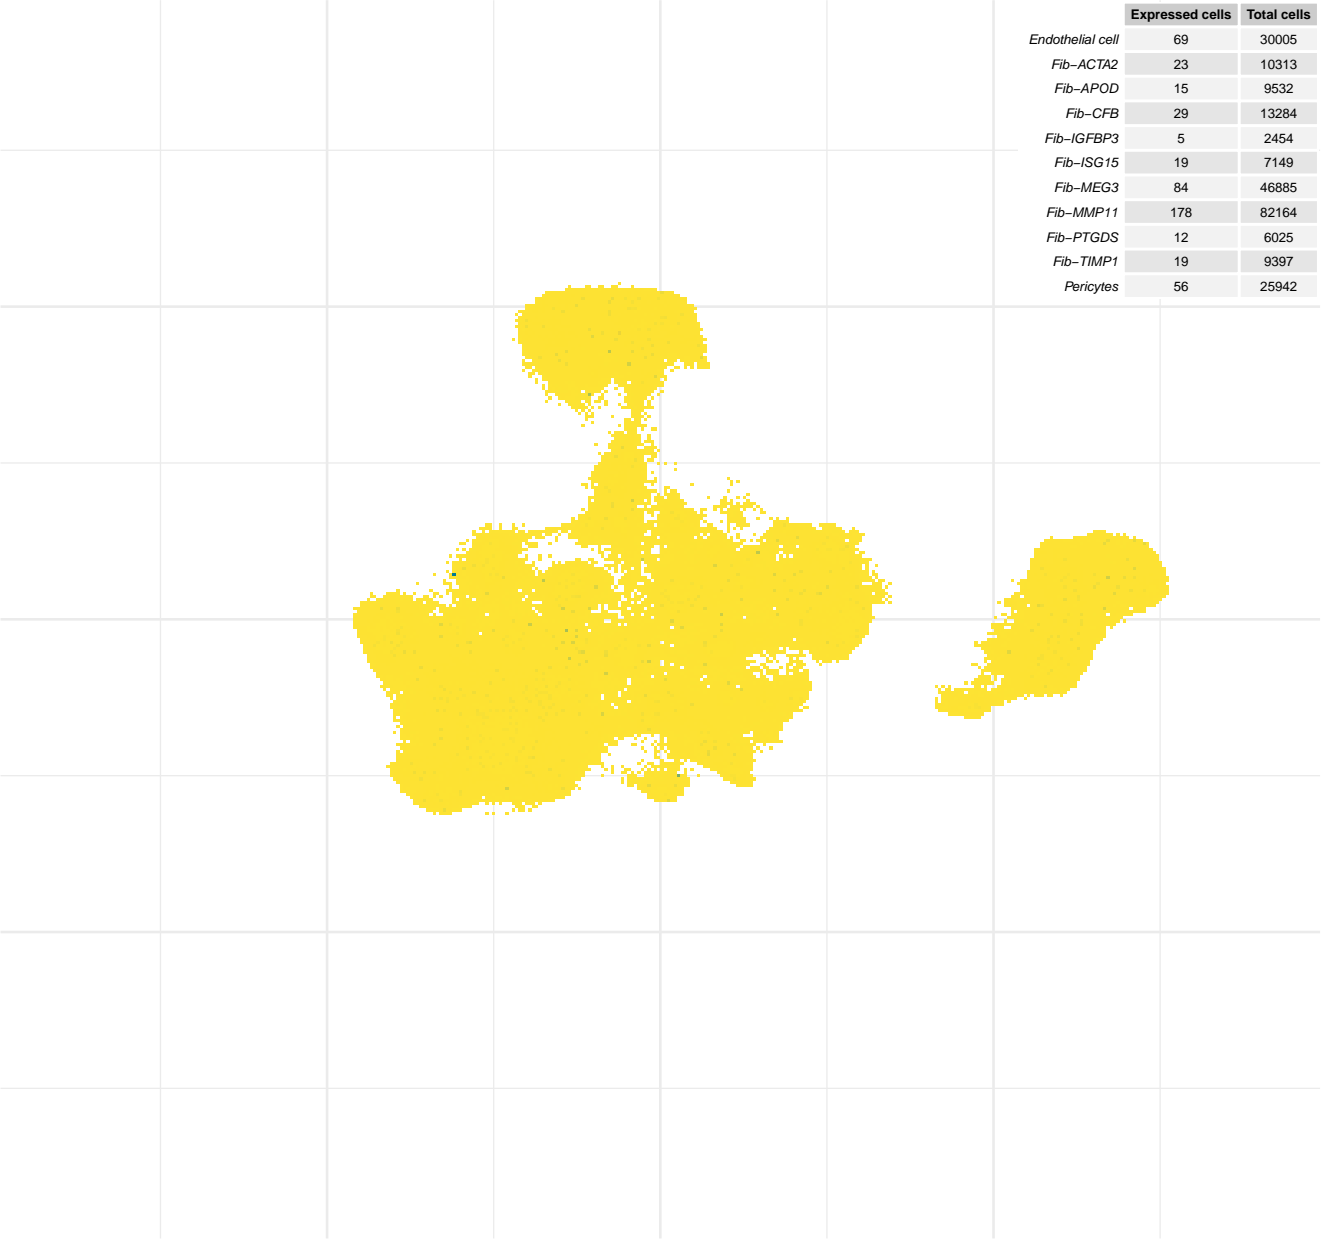 Expressed cells Total cells
Endothelial cell 69 30005
Fib−ACTA2 23 10313
Fib−APOD 15 9532
Fib−CFB 29 13284
Fib−IGFBP3 5 2454
Fib−ISG15 19 7149
Fib−MEG3 84 46885
Fib−MMP11 178 82164
Fib−PTGDS 12 6025
Fib−TIMP1 19 9397
Pericytes 56 25942